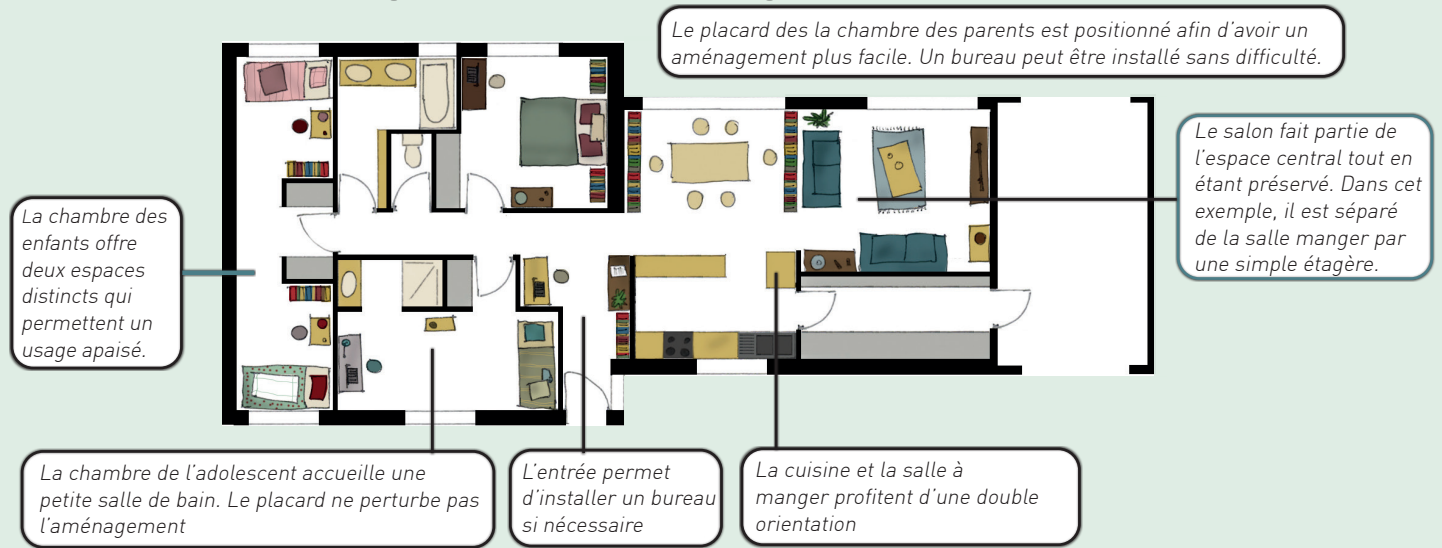 Le placard des la chambre des parents est positionné afin d’avoir un
aménagement plus facile. Un bureau peut être installé sans difficulté.
Le salon fait partie de
l’espace central tout en
étant préservé. Dans cet
exemple, il est séparé
de la salle manger par
une simple étagère.
La chambre des
enfants offre
deux espaces
distincts qui
permettent un
usage apaisé.
La chambre de l’adolescent accueille une
petite salle de bain. Le placard ne perturbe pas
l’aménagement
L’entrée permet
d’installer un bureau
si nécessaire
La cuisine et la salle à
manger profitent d’une double
orientation